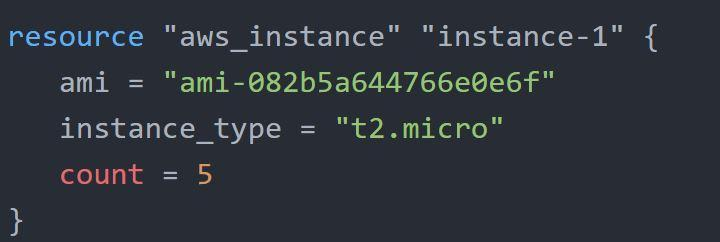 resource "aws_instance" "instance-1" {
ami = "ami-082b5a644766e0e6f"
instance_type = "t2.micro"
count = 5
}